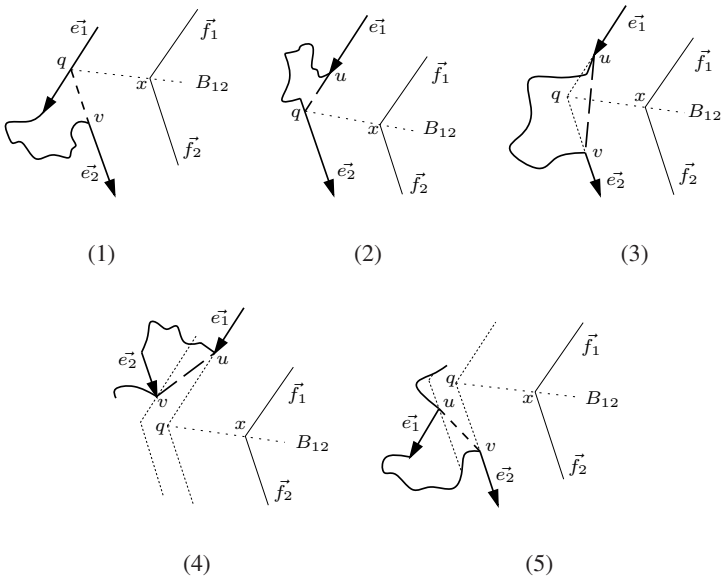 e⃗₁ f⃗₁
q x B₁₂
v f⃗₂
e⃗₂
(1)
e⃗₁ f⃗₁
u
q x B₁₂
e⃗₂ f⃗₂
(2)
e⃗₁ f⃗₁
u
q x B₁₂
v
e⃗₂ f⃗₂
(3)
e⃗₁
e⃗₂ u f⃗₁
v
q x B₁₂
f⃗₂
(4)
f⃗₁
q x B₁₂
u
e⃗₁
v f⃗₂
e⃗₂
(5)